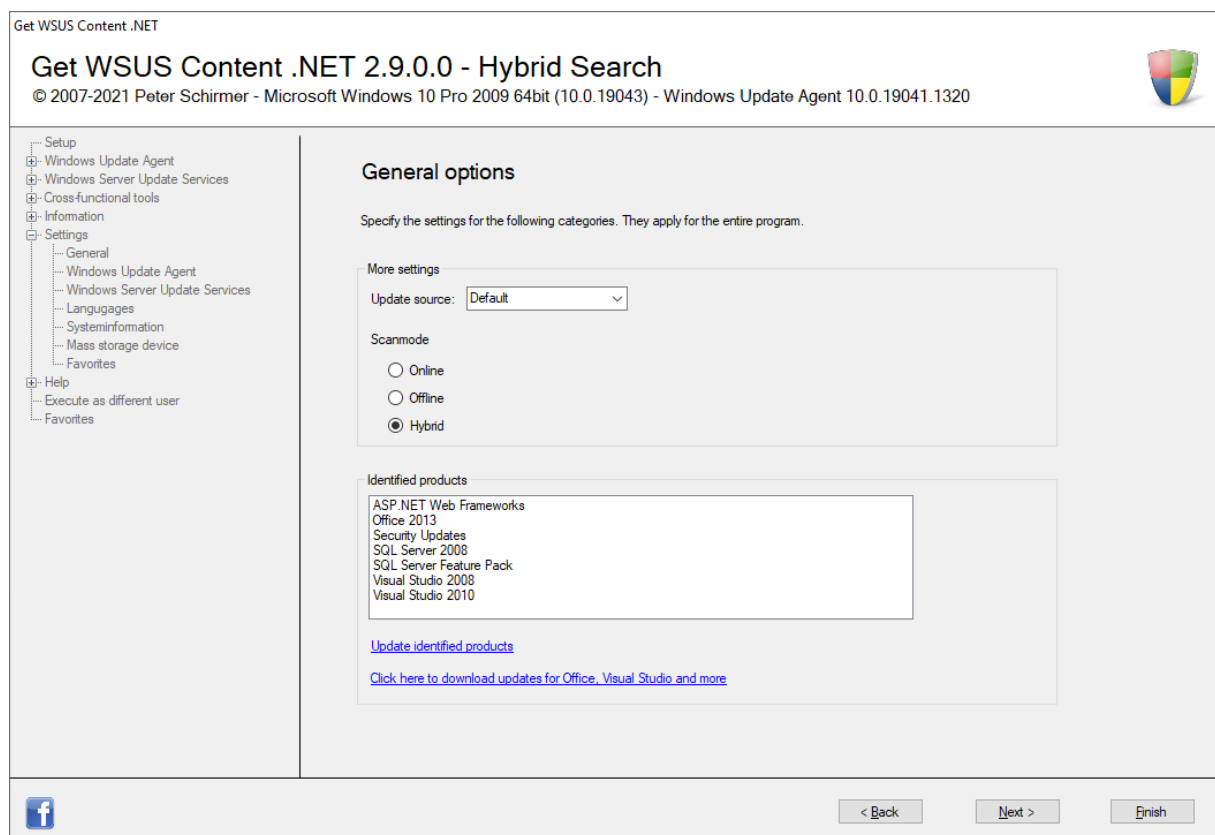 Get WSUS Content .NET
Get WSUS Content .NET 2.9.0.0 - Hybrid Search
© 2007-2021 Peter Schirmer - Microsoft Windows 10 Pro 2009 64bit (10.0.19043) - Windows Update Agent 10.0.19041.1320
Setup
Windows Update Agent
Windows Server Update Services
Cross-functional tools
Information
Settings
General
Windows Update Agent
Windows Server Update Services
Langugages
Systeminformation
Mass storage device
Favorites
Help
Execute as different user
Favorites
General options
Specify the settings for the following categories. They apply for the entire program.
More settings
Update source: Default
Scanmode
Online
Offline
Hybrid
Identified products
ASP.NET Web Frameworks
Office 2013
Security Updates
SQL Server 2008
SQL Server Feature Pack
Visual Studio 2008
Visual Studio 2010
Update identified products
Click here to download updates for Office, Visual Studio and more
f
< Back Next > Finish